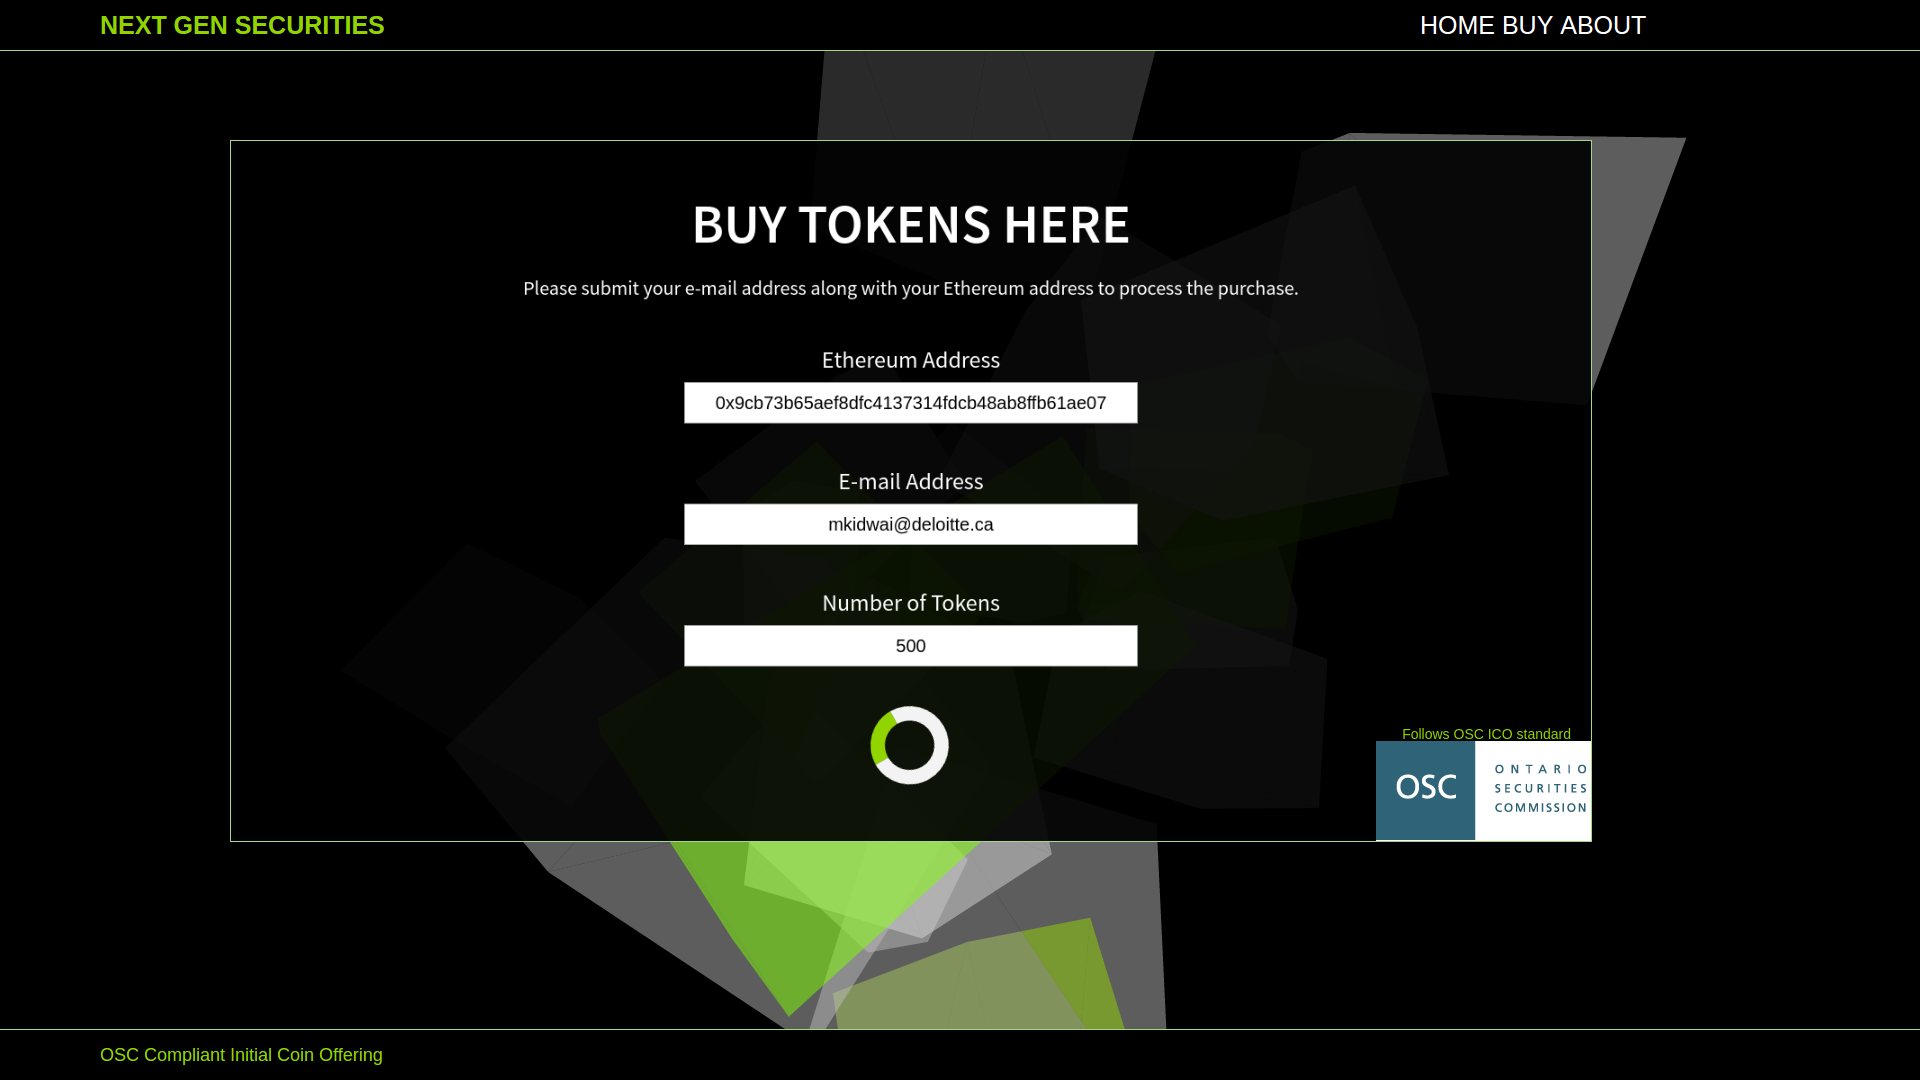 NEXT GEN SECURITIES
HOME BUY ABOUT
BUY TOKENS HERE
Please submit your e-mail address along with your Ethereum address to process the purchase.
Ethereum Address
0x9cb73b65aef8dfc4137314fdcb48ab8ffb61ae07
E-mail Address
mkidwai@deloitte.ca
Number of Tokens
500
Follows OSC ICO standard
OSC
ONTARIO
SECURITIES
COMMISSION
OSC Compliant Initial Coin Offering